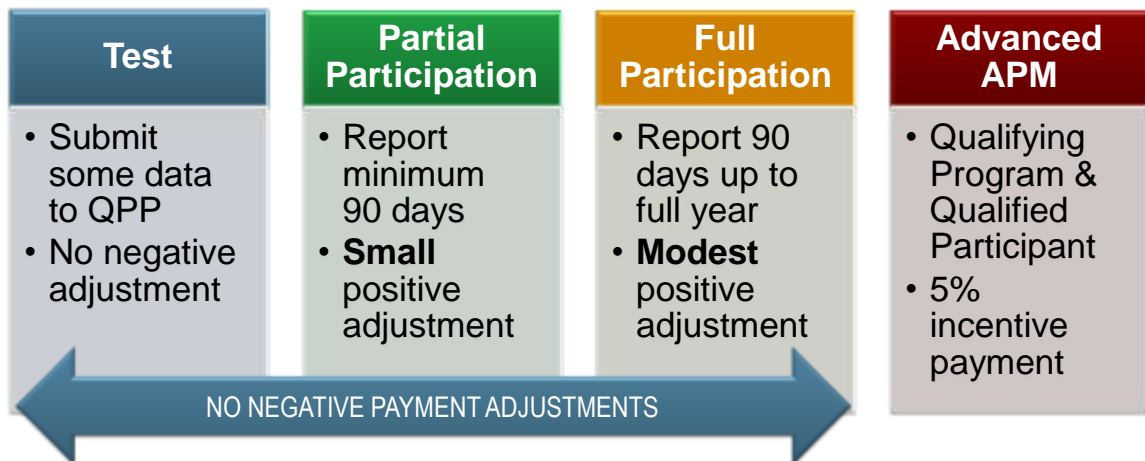 Test
• Submit
some data
to QPP
• No negative
adjustment
Partial
Participation
• Report
minimum
90 days
• Small
positive
adjustment
Full
Participation
• Report 90
days up to
full year
• Modest
positive
adjustment
Advanced
APM
• Qualifying
Program &
Qualified
Participant
• 5%
incentive
payment
NO NEGATIVE PAYMENT ADJUSTMENTS